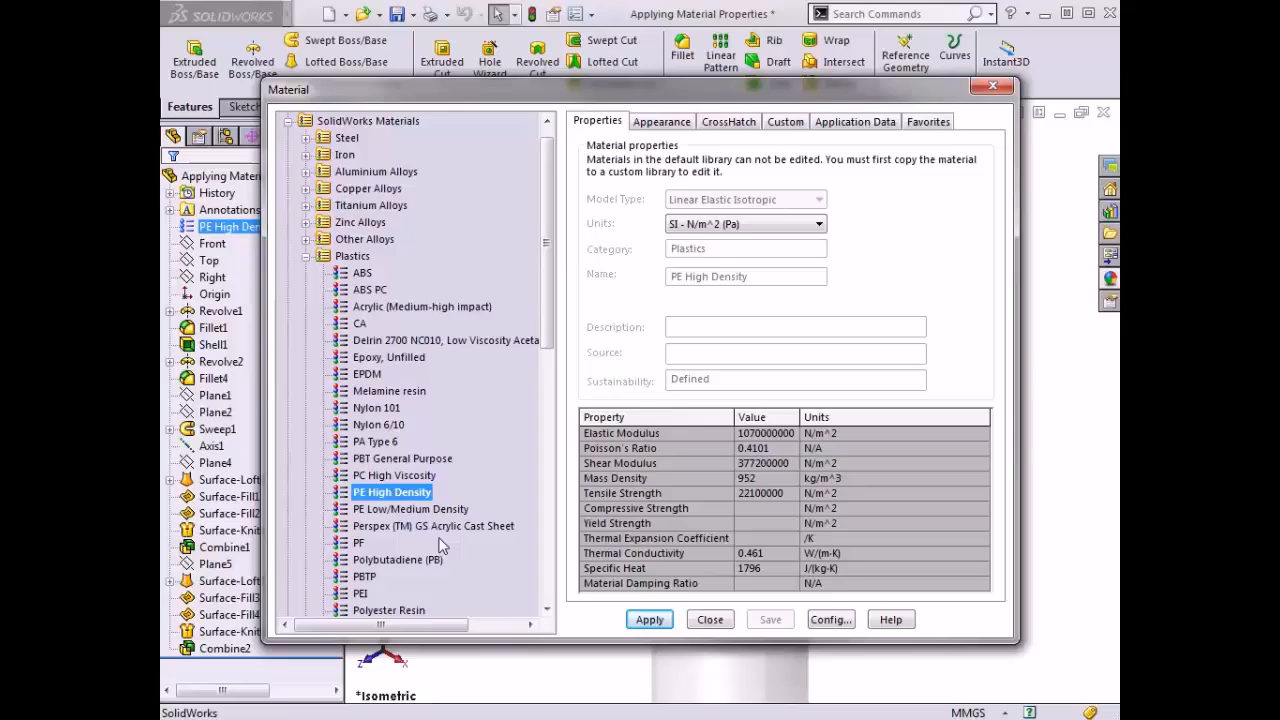 SOLIDWORKS
Applying Material Properties *
Search Commands
Extruded Boss/Base
Revolved Boss/Base
Swept Boss/Base
Lofted Boss/Base
Extruded Cut
Hole Wizard
Revolved Cut
Swept Cut
Lofted Cut
Fillet
Linear Pattern
Rib
Draft
Wrap
Intersect
Reference Geometry
Curves
Instant3D
Features
Sketch
Material
Applying Materi
History
Annotations
PE High Den
Front
Top
Right
Origin
Revolve1
Fillet1
Shell1
Revolve2
Fillet4
Plane1
Plane2
Sweep1
Axis1
Plane4
Surface-Loft
Surface-Fill1
Surface-Fill2
Surface-Knit
Combine1
Plane5
Surface-Loft
Surface-Fill3
Surface-Fill4
Surface-Knit
Combine2
SolidWorks Materials
Steel
Iron
Aluminium Alloys
Copper Alloys
Titanium Alloys
Zinc Alloys
Other Alloys
Plastics
ABS
ABS PC
Acrylic (Medium-high impact)
CA
Delrin 2700 NC010, Low Viscosity Aceta
Epoxy, Unfilled
EPDM
Melamine resin
Nylon 101
Nylon 6/10
PA Type 6
PBT General Purpose
PC High Viscosity
PE High Density
PE Low/Medium Density
Perspex (TM) GS Acrylic Cast Sheet
PF
Polybutadiene (PB)
PBTP
PEI
Polyester Resin
Properties Appearance CrossHatch Custom Application Data Favorites
Material properties
Materials in the default library can not be edited. You must first copy the material
to a custom library to edit it.
Model Type: Linear Elastic Isotropic
Units: SI - N/m^2 (Pa)
Category: Plastics
Name: PE High Density
Description:
Source:
Sustainability: Defined
Property Value Units
Elastic Modulus 1070000000 N/m^2
Poisson's Ratio 0.4101 N/A
Shear Modulus 377200000 N/m^2
Mass Density 952 kg/m^3
Tensile Strength 22100000 N/m^2
Compressive Strength N/m^2
Yield Strength N/m^2
Thermal Expansion Coefficient /K
Thermal Conductivity 0.461 W/(m·K)
Specific Heat 1796 J/(kg·K)
Material Damping Ratio N/A
Apply Close Save Config... Help
Z X
*Isometric
SolidWorks
MMGS